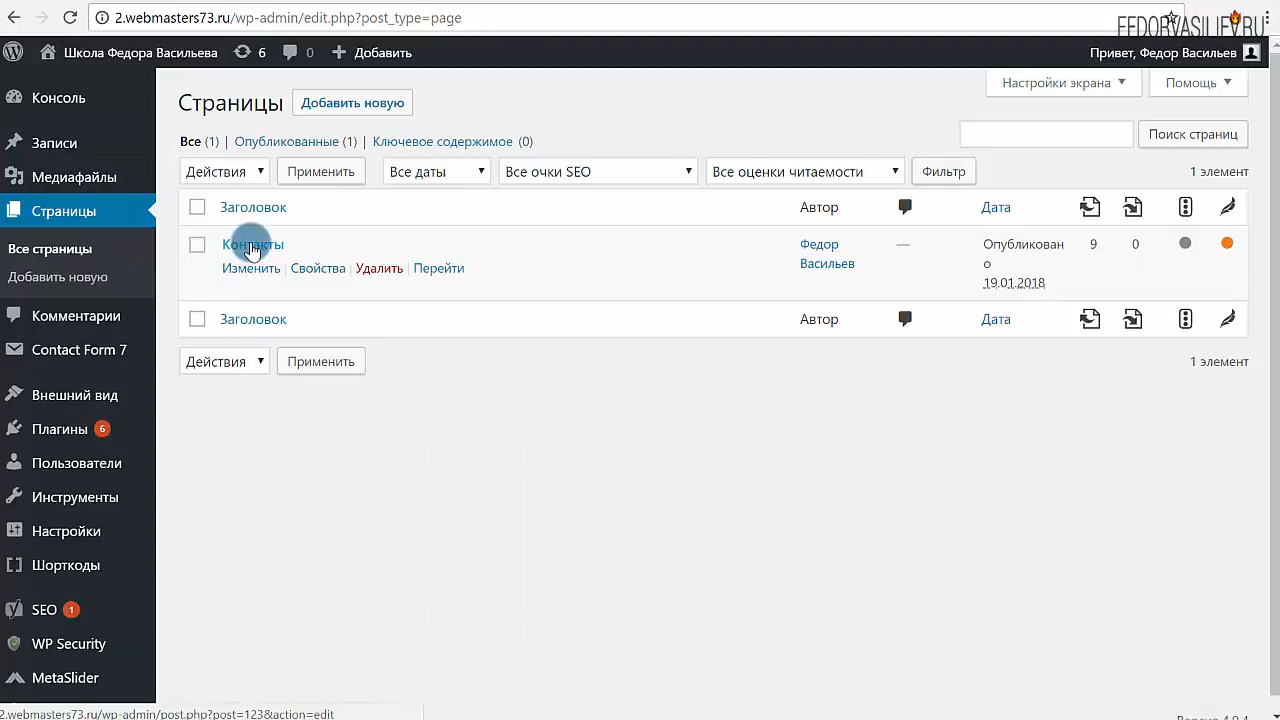 2.webmasters73.ru/wp-admin/edit.php?post_type=page
FEDORVASILIEV.RU
Школа Федора Васильева 6 0 Добавить Привет, Федор Васильев
Настройки экрана Помощь
Консоль
Страницы Добавить новую
Все (1) | Опубликованные (1) | Ключевое содержимое (0) Поиск страниц
Записи
Действия Применить Все даты Все очки SEO Все оценки читаемости Фильтр 1 элемент
Медиафайлы
Страницы
Заголовок Автор Дата
Все страницы
Контакты Федор Васильев — Опубликовано 19.01.2018 9 0
Изменить | Свойства | Удалить | Перейти
Добавить новую
Комментарии
Заголовок Автор Дата
Contact Form 7
Действия Применить 1 элемент
Внешний вид
Плагины 6
Пользователи
Инструменты
Настройки
Шорткоды
SEO 1
WP Security
MetaSlider
2.webmasters73.ru/wp-admin/post.php?post=123&action=edit